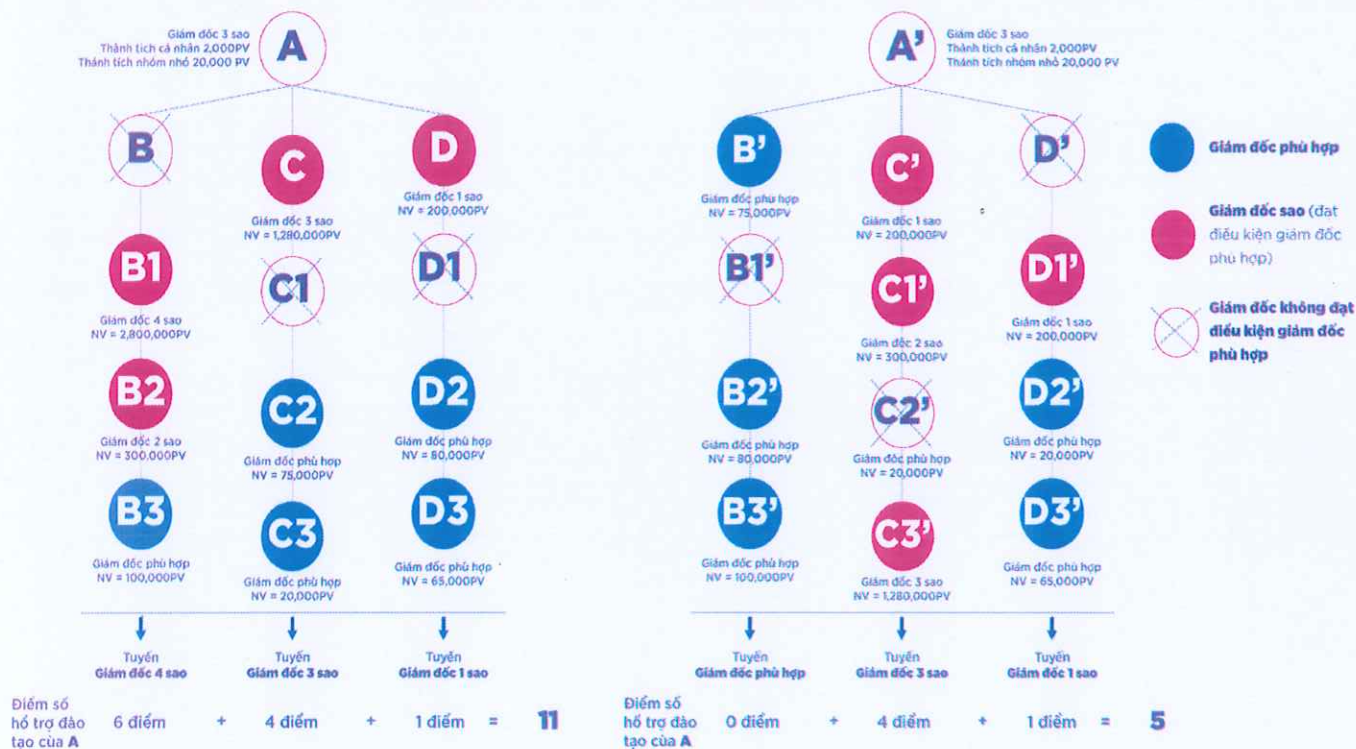 Giám đốc 3 sao
Thành tích cá nhân 2,000PV
Thành tích nhóm nhỏ 20,000 PV
A
B
C
Giám đốc 3 sao
NV = 1,280,000PV
D
Giám đốc 1 sao
NV = 200,000PV
B1
Giám đốc 4 sao
NV = 2,800,000PV
C1
D1
B2
Giám đốc 2 sao
NV = 300,000PV
C2
Giám đốc phù hợp
NV = 75,000PV
D2
Giám đốc phù hợp
NV = 80,000PV
B3
Giám đốc phù hợp
NV = 100,000PV
C3
Giám đốc phù hợp
NV = 20,000PV
D3
Giám đốc phù hợp
NV = 65,000PV
Tuyến
Giám đốc 4 sao
Tuyến
Giám đốc 3 sao
Tuyến
Giám đốc 1 sao
Điểm số
hỗ trợ đào
tạo của A
6 điểm + 4 điểm + 1 điểm = 11
A'
Giám đốc 3 sao
Thành tích cá nhân 2,000PV
Thành tích nhóm nhỏ 20,000 PV
B'
Giám đốc phù hợp
NV = 75,000PV
C'
Giám đốc 1 sao
NV = 200,000PV
D'
B1'
C1'
Giám đốc 2 sao
NV = 300,000PV
D1'
Giám đốc 1 sao
NV = 200,000PV
B2'
Giám đốc phù hợp
NV = 80,000PV
C2'
Giám đốc phù hợp
NV = 20,000PV
D2'
Giám đốc phù hợp
NV = 20,000PV
B3'
Giám đốc phù hợp
NV = 100,000PV
C3'
Giám đốc 3 sao
NV = 1,280,000PV
D3'
Giám đốc phù hợp
NV = 65,000PV
Tuyến
Giám đốc phù hợp
Tuyến
Giám đốc 3 sao
Tuyến
Giám đốc 1 sao
Điểm số
hỗ trợ đào
tạo của A
0 điểm + 4 điểm + 1 điểm = 5
Giám đốc phù hợp
Giám đốc sao (đạt
điều kiện giám đốc
phù hợp)
Giám đốc không đạt
điều kiện giám đốc
phù hợp